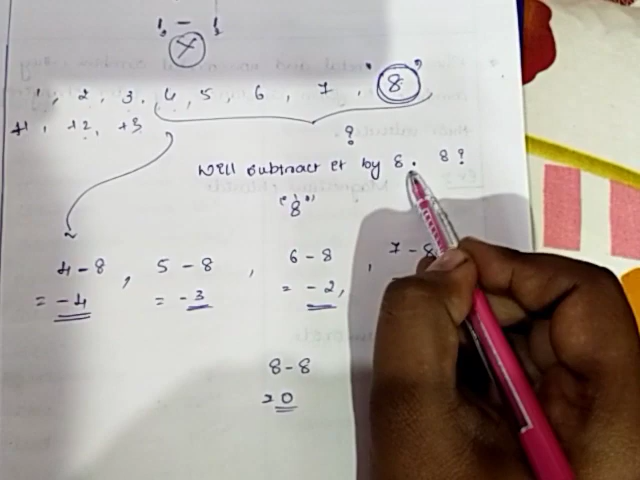 ! - !
X
1, 2, 3, 4, 5, 6, 7, "8"
+1, +2, +3
?
will subtract it by 8. 8?
"8"
4-8, 5-8, 6-8, 7-8
= -4 = -3 = -2,
8-8
= 0